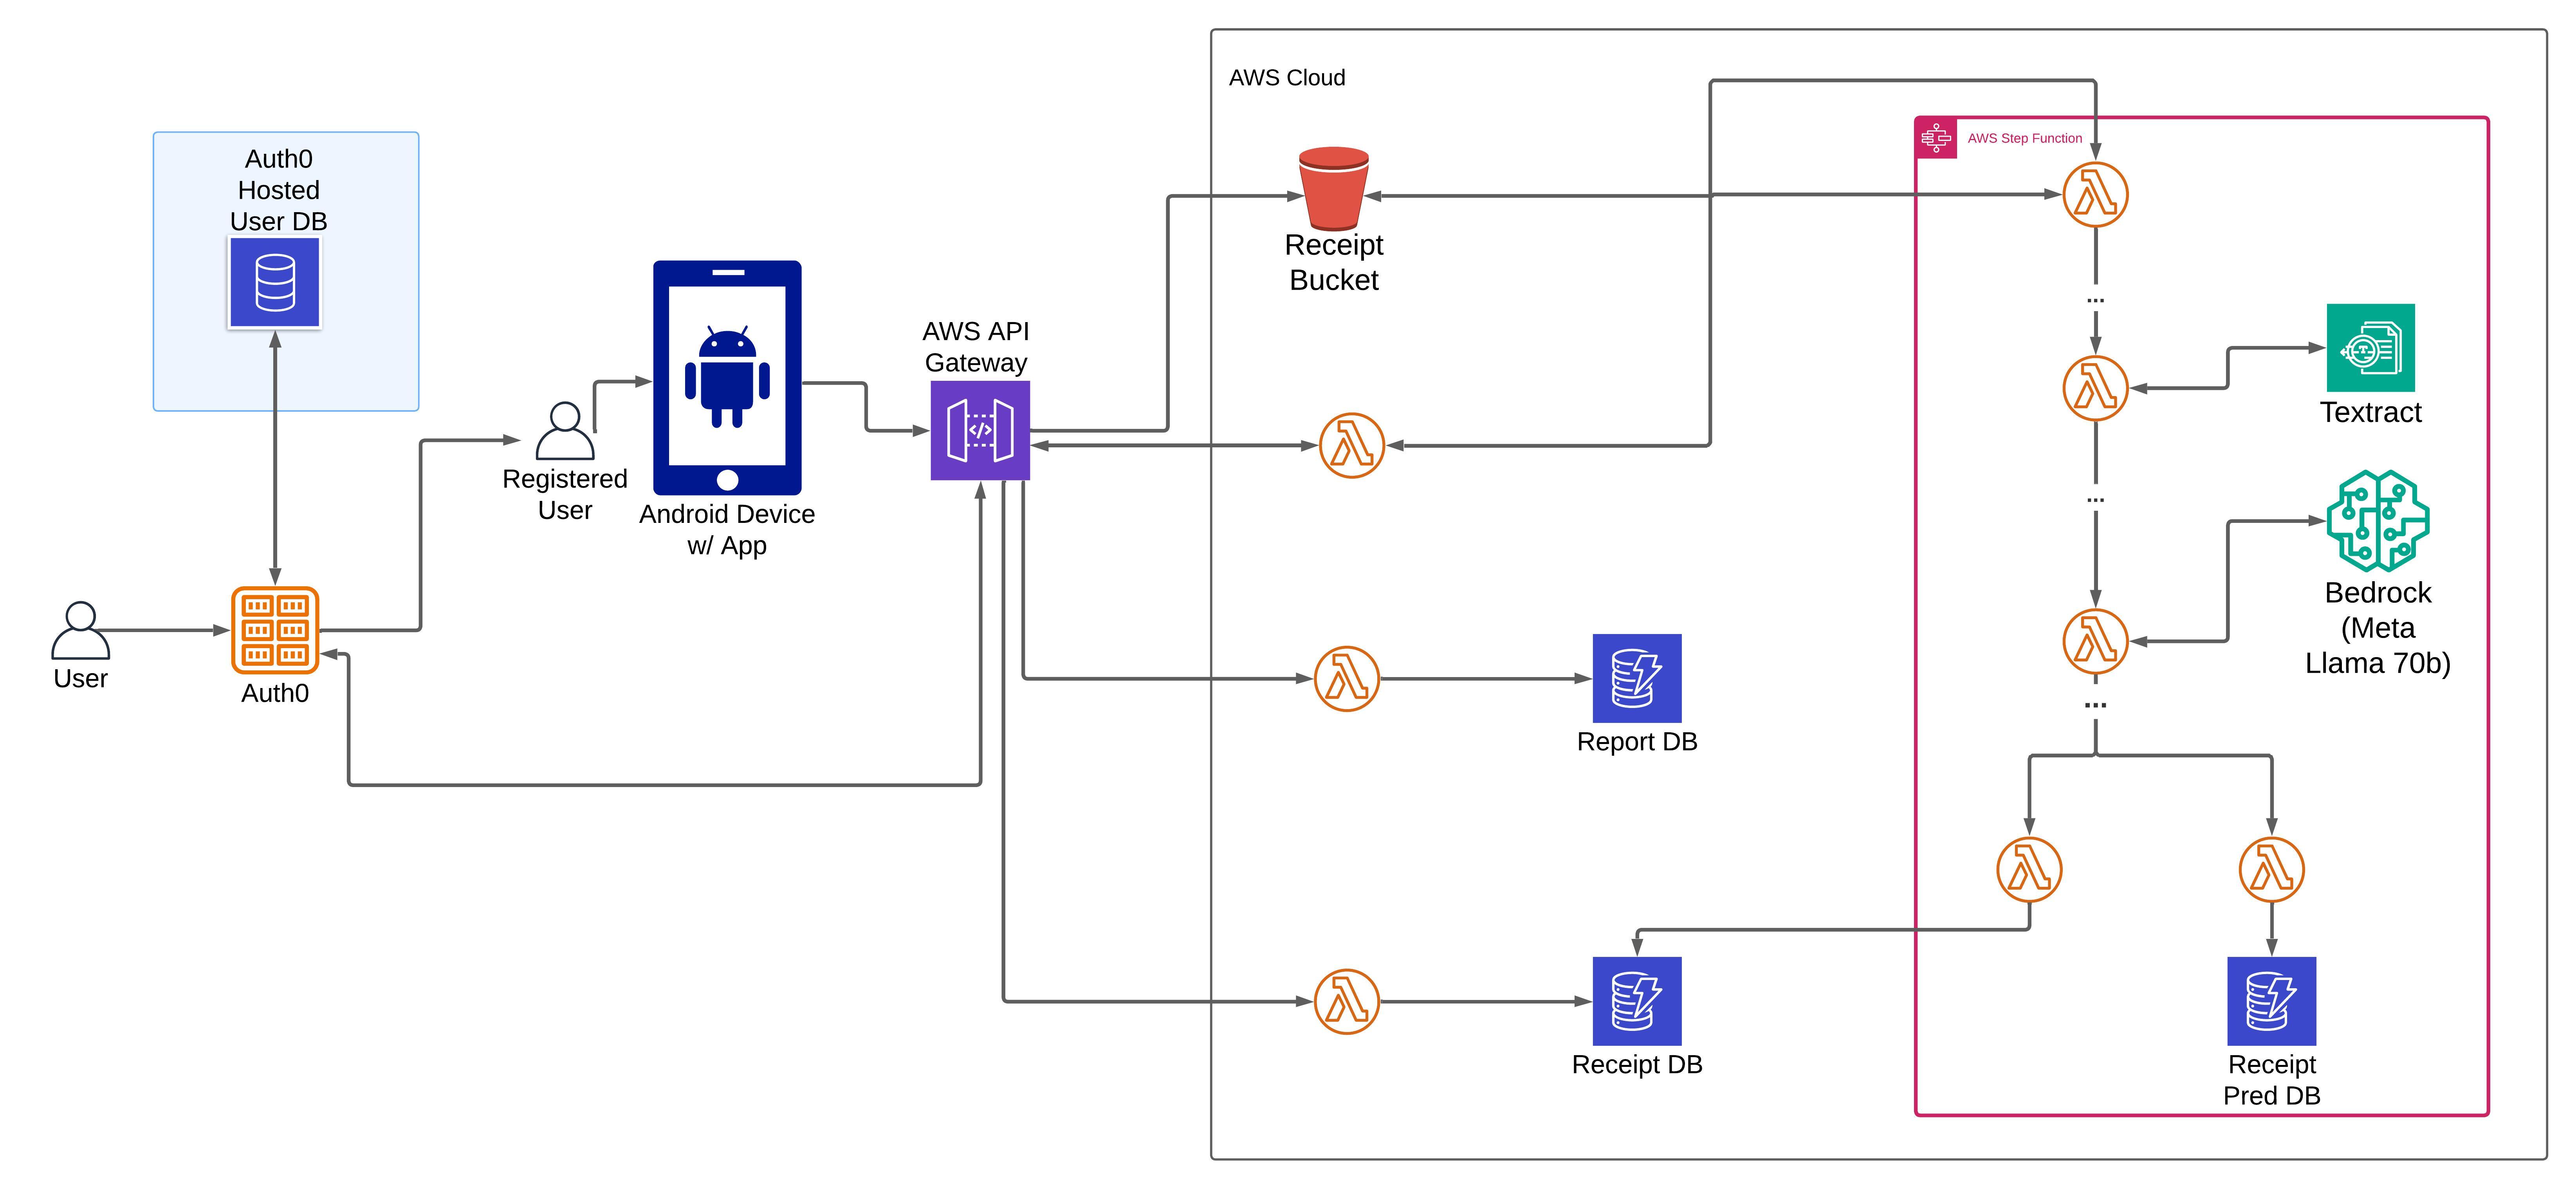 AWS Cloud
AWS Step Function
Auth0
Hosted
User DB
Receipt
Bucket
AWS API
Gateway
</>
...
Textract
Registered
User
Android Device
w/ App
...
Bedrock
(Meta
Llama 70b)
User
Auth0
...
Report DB
Receipt DB
Receipt
Pred DB